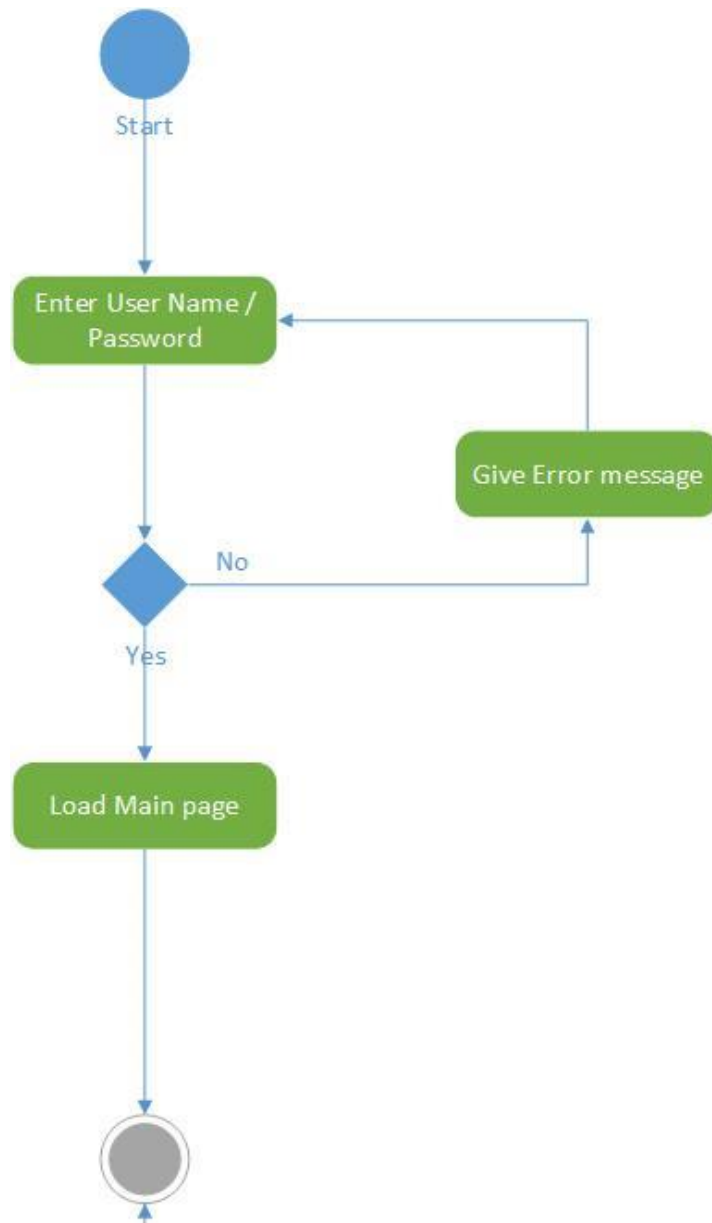 Start
Enter User Name /
Password
Give Error message
No
Yes
Load Main page